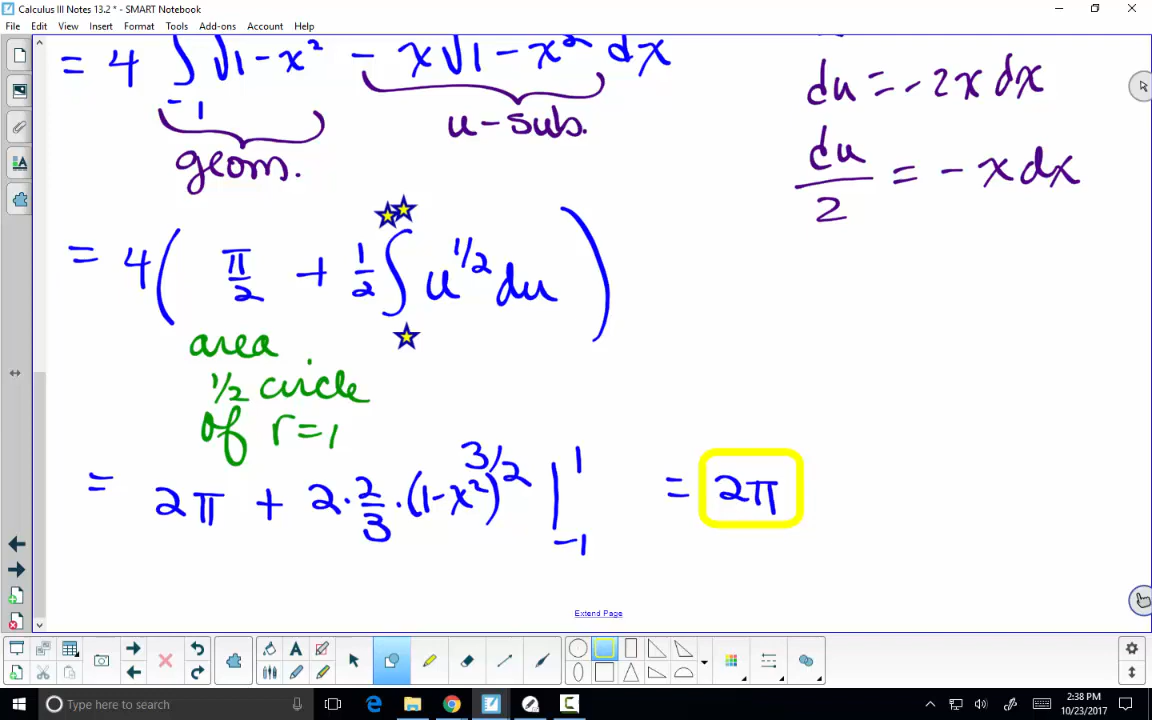 Calculus III Notes 13.2 * - SMART Notebook
File Edit View Insert Format Tools Add-ons Account Help
= 4 ∫ √1-x² - x√1-x² dx
-1
geom.
u-sub.
du = -2x dx
du/2 = -x dx
= 4( π/2 + 1/2 ∫ u^1/2 du )
area
1/2 circle
of r=1
= 2π + 2·2/3·(1-x²)^3/2 |
1
-1
= 2π
Extend Page
Type here to search
2:38 PM
10/23/2017